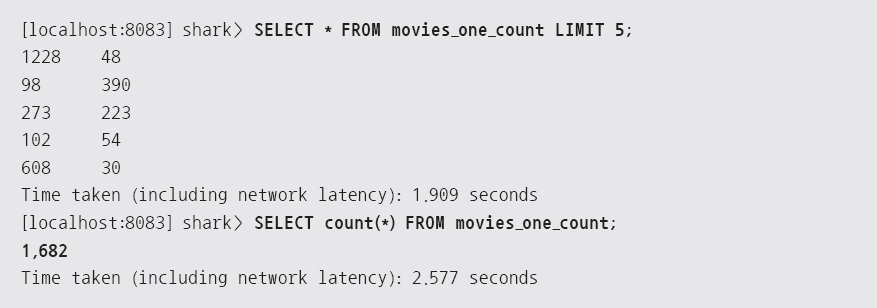 [localhost:8083] shark> SELECT * FROM movies_one_count LIMIT 5;
1228 48
98 390
273 223
102 54
608 30
Time taken (including network latency): 1.909 seconds
[localhost:8083] shark> SELECT count(*) FROM movies_one_count;
1,682
Time taken (including network latency): 2.577 seconds